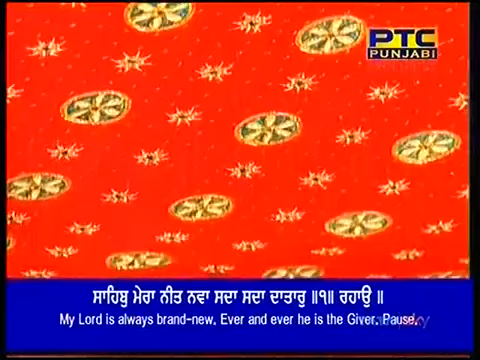 PTC
PUNJABI
ਸਾਹਿਬੁ ਮੇਰਾ ਨੀਤ ਨਵਾ ਸਦਾ ਸਦਾ ਦਾਤਾਰੁ ॥੧॥ ਰਹਾਉ ॥
My Lord is always brand-new, Ever and ever he is the Giver. Pause.